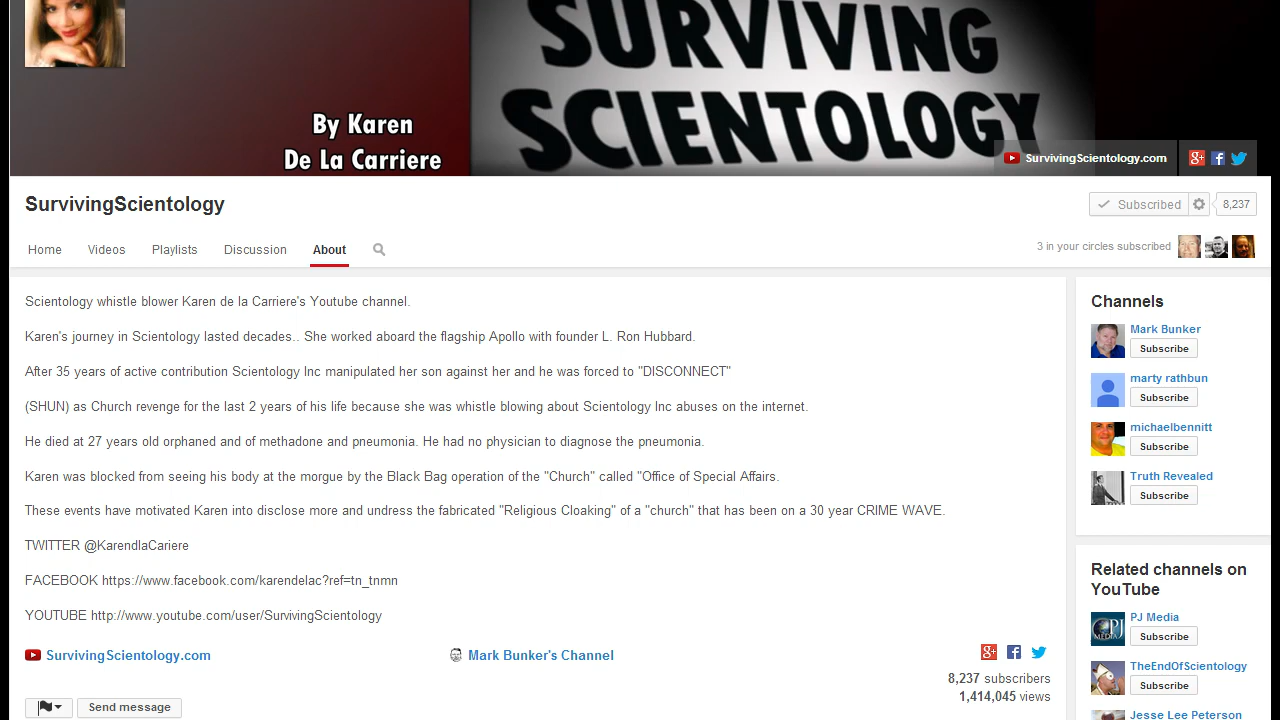 SURVIVING
SCIENTOLOGY
By Karen
De La Carriere
SurvivingScientology.com
SurvivingScientology
Subscribed
8,237
Home
Videos
Playlists
Discussion
About
3 in your circles subscribed
Scientology whistle blower Karen de la Carriere's Youtube channel.
Karen's journey in Scientology lasted decades.. She worked aboard the flagship Apollo with founder L. Ron Hubbard.
After 35 years of active contribution Scientology Inc manipulated her son against her and he was forced to "DISCONNECT"
(SHUN) as Church revenge for the last 2 years of his life because she was whistle blowing about Scientology Inc abuses on the internet.
He died at 27 years old orphaned and of methadone and pneumonia. He had no physician to diagnose the pneumonia.
Karen was blocked from seeing his body at the morgue by the Black Bag operation of the "Church" called "Office of Special Affairs.
These events have motivated Karen into disclose more and undress the fabricated "Religious Cloaking" of a "church" that has been on a 30 year CRIME WAVE.
TWITTER @KarendlaCariere
FACEBOOK https://www.facebook.com/karendelac?ref=tn_tnmn
YOUTUBE http://www.youtube.com/user/SurvivingScientology
SurvivingScientology.com
Mark Bunker's Channel
8,237 subscribers
1,414,045 views
Send message
Channels
Mark Bunker
Subscribe
marty rathbun
Subscribe
michaelbennitt
Subscribe
Truth Revealed
Subscribe
Related channels on
YouTube
PJ Media
Subscribe
TheEndOfScientology
Subscribe
Jesse Lee Peterson